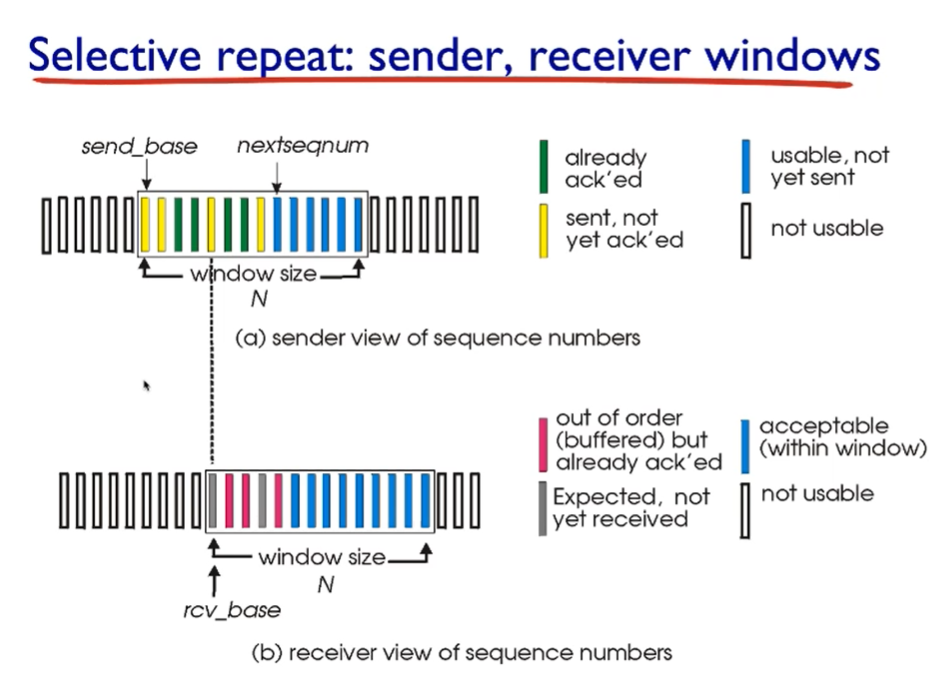 Selective repeat: sender, receiver windows
send_base
nextseqnum
already
ack'ed
usable, not
yet sent
sent, not
yet ack'ed
not usable
window size
N
(a) sender view of sequence numbers
out of order
(buffered) but
already ack'ed
acceptable
(within window)
Expected, not
yet received
not usable
window size
N
rcv_base
(b) receiver view of sequence numbers